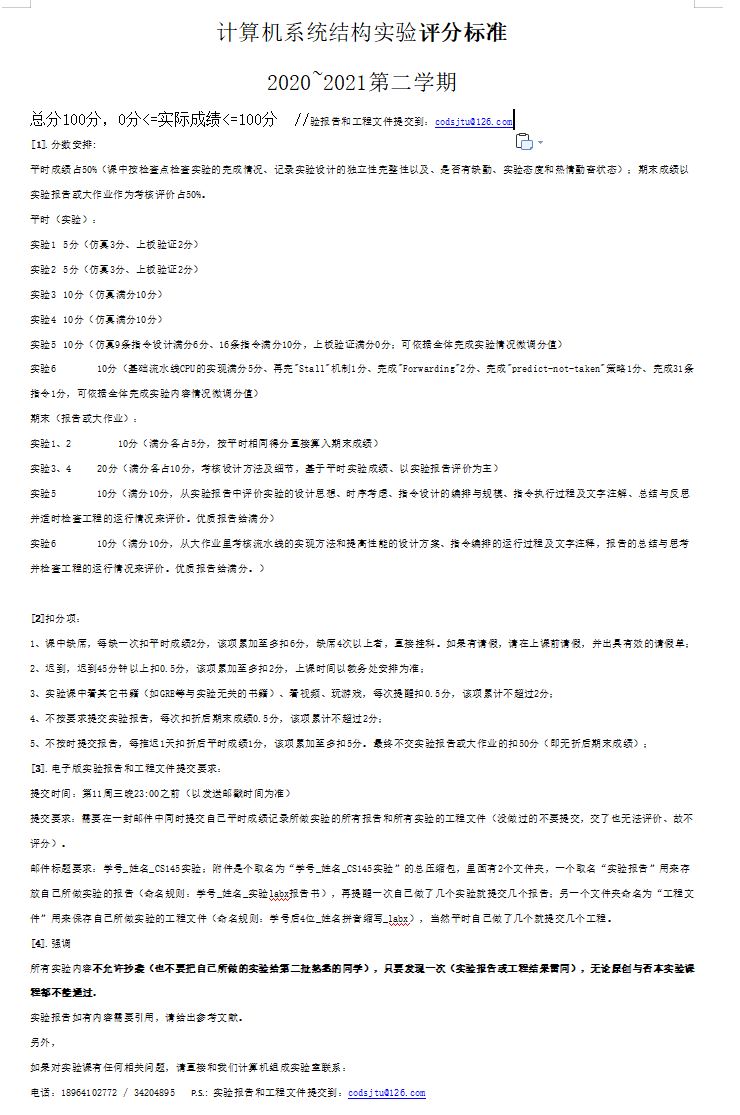 计算机系统结构实验评分标准
2020~2021第二学期
总分100分，0分<=实际成绩<=100分 //验报告和工程文件提交到：codsjtu@126.com
[1].分数安排：
平时成绩占50%（课中按检查点检查实验的完成情况、记录实验设计的独立性完整性以及、是否有缺勤、实验态度和热情勤奋状态）；期末成绩以
实验报告或大作业作为考核评价占50%。
平时（实验）：
实验1 5分（仿真3分、上板验证2分）
实验2 5分（仿真3分、上板验证2分）
实验3 10分（仿真满分10分）
实验4 10分（仿真满分10分）
实验5 10分（仿真9条指令设计满分6分、16条指令满分10分，上板验证满分0分；可依据全体完成实验情况微调分值）
实验6 10分（基础流水线CPU的实现满分5分、再完"Stall"机制1分、完成"Forwarding"2分、完成"predict-not-taken"策略1分、完成31条
指令1分，可依据全体完成实验内容情况微调分值）
期末（报告或大作业）：
实验1、2 10分（满分各占5分，按平时相同得分直接算入期末成绩）
实验3、4 20分（满分各占10分，考核设计方法及细节，基于平时实验成绩、以实验报告评价为主）
实验5 10分（满分10分，从实验报告中评价实验的设计思想、时序考虑、指令设计的编排与规模、指令执行过程及文字注解、总结与反思
并适时检查工程的运行情况来评价。优质报告给满分）
实验6 10分（满分10分，从大作业里考核流水线的实现方法和提高性能的设计方案、指令编排的运行过程及文字注释，报告的总结与思考
并检查工程的运行情况来评价。优质报告给满分。）
[2]扣分项：
1、课中缺席，每缺一次扣平时成绩2分，该项累加至多扣6分，缺席4次以上者，直接挂科。如果有请假，请在上课前请假，并出具有效的请假单；
2、迟到，迟到45分钟以上扣0.5分，该项累加至多扣2分，上课时间以教务处安排为准；
3、实验课中看其它书籍（如GRE等与实验无关的书籍）、看视频、玩游戏，每次提醒扣0.5分，该项累计不超过2分；
4、不按要求提交实验报告，每次扣折后期末成绩0.5分，该项累计不超过2分；
5、不按时提交报告，每推迟1天扣折后平时成绩1分，该项累加至多扣5分。最终不交实验报告或大作业的扣50分（即无折后期末成绩）；
[3].电子版实验报告和工程文件提交要求：
提交时间：第11周三晚23:00之前（以发送邮戳时间为准）
提交要求：需要在一封邮件中同时提交自己平时成绩记录所做实验的所有报告和所有实验的工程文件（没做过的不要提交，交了也无法评价、故不
评分）。
邮件标题要求：学号_姓名_CS145实验；附件是个取名为“学号_姓名_CS145实验”的总压缩包，里面有2个文件夹，一个取名“实验报告”用来存
放自己所做实验的报告（命名规则：学号_姓名_实验labx报告书），再提醒一次自己做了几个实验就提交几个报告；另一个文件夹命名为“工程文
件”用来保存自己所做实验的工程文件（命名规则：学号后4位_姓名拼音缩写_labx），当然平时自己做了几个就提交几个工程。
[4].强调
所有实验内容不允许抄袭（也不要把自己所做的实验给第二批熟悉的同学），只要发现一次（实验报告或工程结果雷同），无论原创与否本实验课
程都不能通过。
实验报告如有内容需要引用，请给出参考文献。
另外，
如果对实验课有任何相关问题，请直接和我们计算机组成实验室联系：
电话：18964102772 / 34204895 P.S.: 实验报告和工程文件提交到：codsjtu@126.com